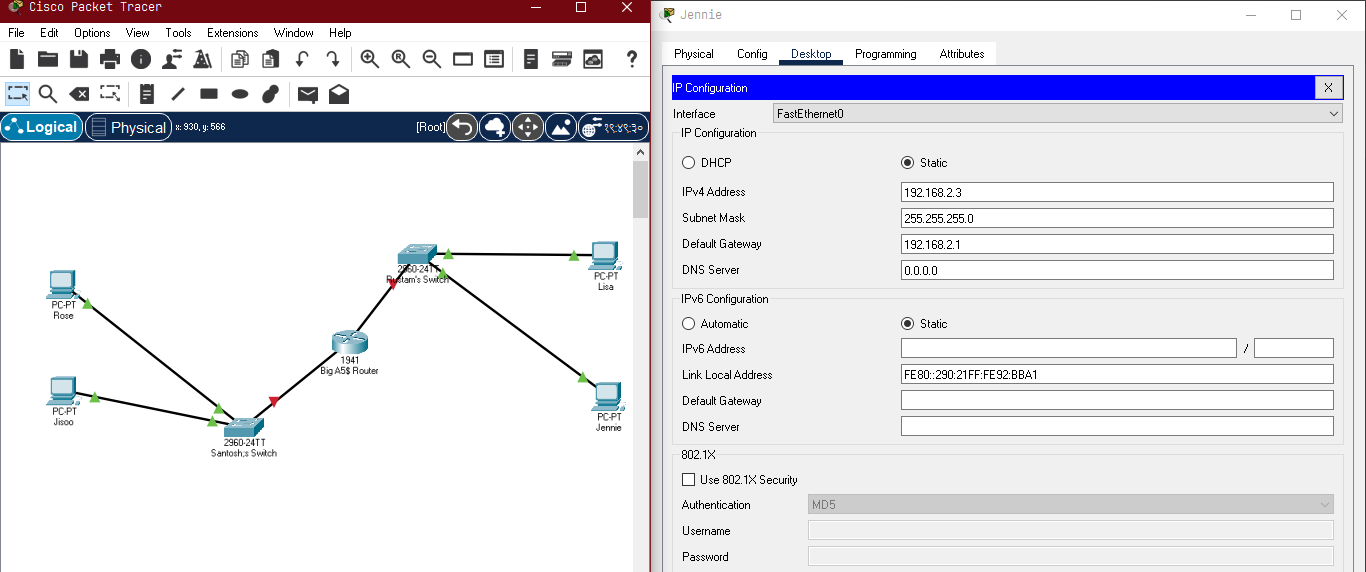 Cisco Packet Tracer
File Edit Options View Tools Extensions Window Help
Logical Physical x: 930, y: 566 [Root] २१:४९:३०
PC-PT
Rose
PC-PT
Jisoo
2960-24TT
Santosh;s Switch
1941
Big A5$ Router
2960-24TT
Rustam's Switch
PC-PT
Lisa
PC-PT
Jennie
Jennie
Physical Config Desktop Programming Attributes
IP Configuration X
Interface FastEthernet0
IP Configuration
DHCP Static
IPv4 Address 192.168.2.3
Subnet Mask 255.255.255.0
Default Gateway 192.168.2.1
DNS Server 0.0.0.0
IPv6 Configuration
Automatic Static
IPv6 Address /
Link Local Address FE80::290:21FF:FE92:BBA1
Default Gateway
DNS Server
802.1X
Use 802.1X Security
Authentication MD5
Username
Password